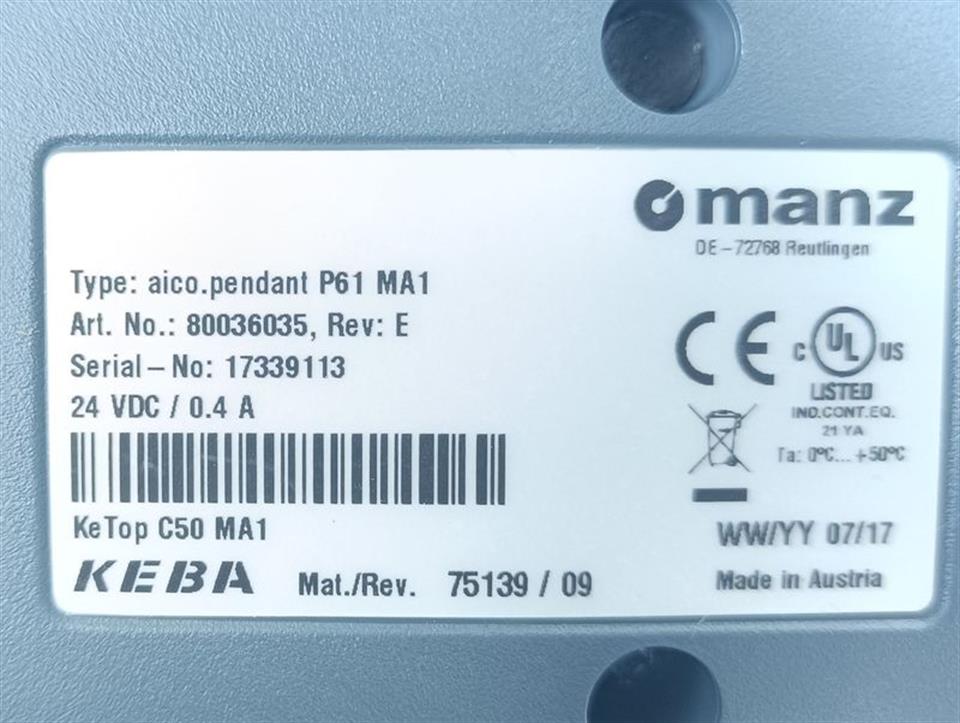 manz
DE-72768 Reutlingen
Type: aico.pendant P61 MA1
Art. No.: 80036035, Rev: E
Serial-No: 17339113
24 VDC / 0.4 A
CE
C UL US
LISTED
IND.CONT.EQ.
21 YA
Ta: 0°C...+50°C
KeTop C50 MA1
WW/YY 07/17
KEBA Mat./Rev. 75139 / 09
Made in Austria